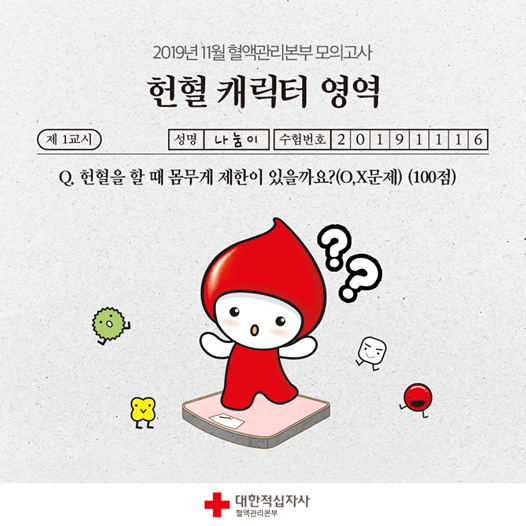 2019년 11월 혈액관리본부 모의고사
헌혈 캐릭터 영역
제 1교시 성명 나눔이 수험번호 2 0 1 9 1 1 1 6
Q. 헌혈을 할 때 몸무게 제한이 있을까요?(O,X문제) (100점)
??
대한적십자사
혈액관리본부